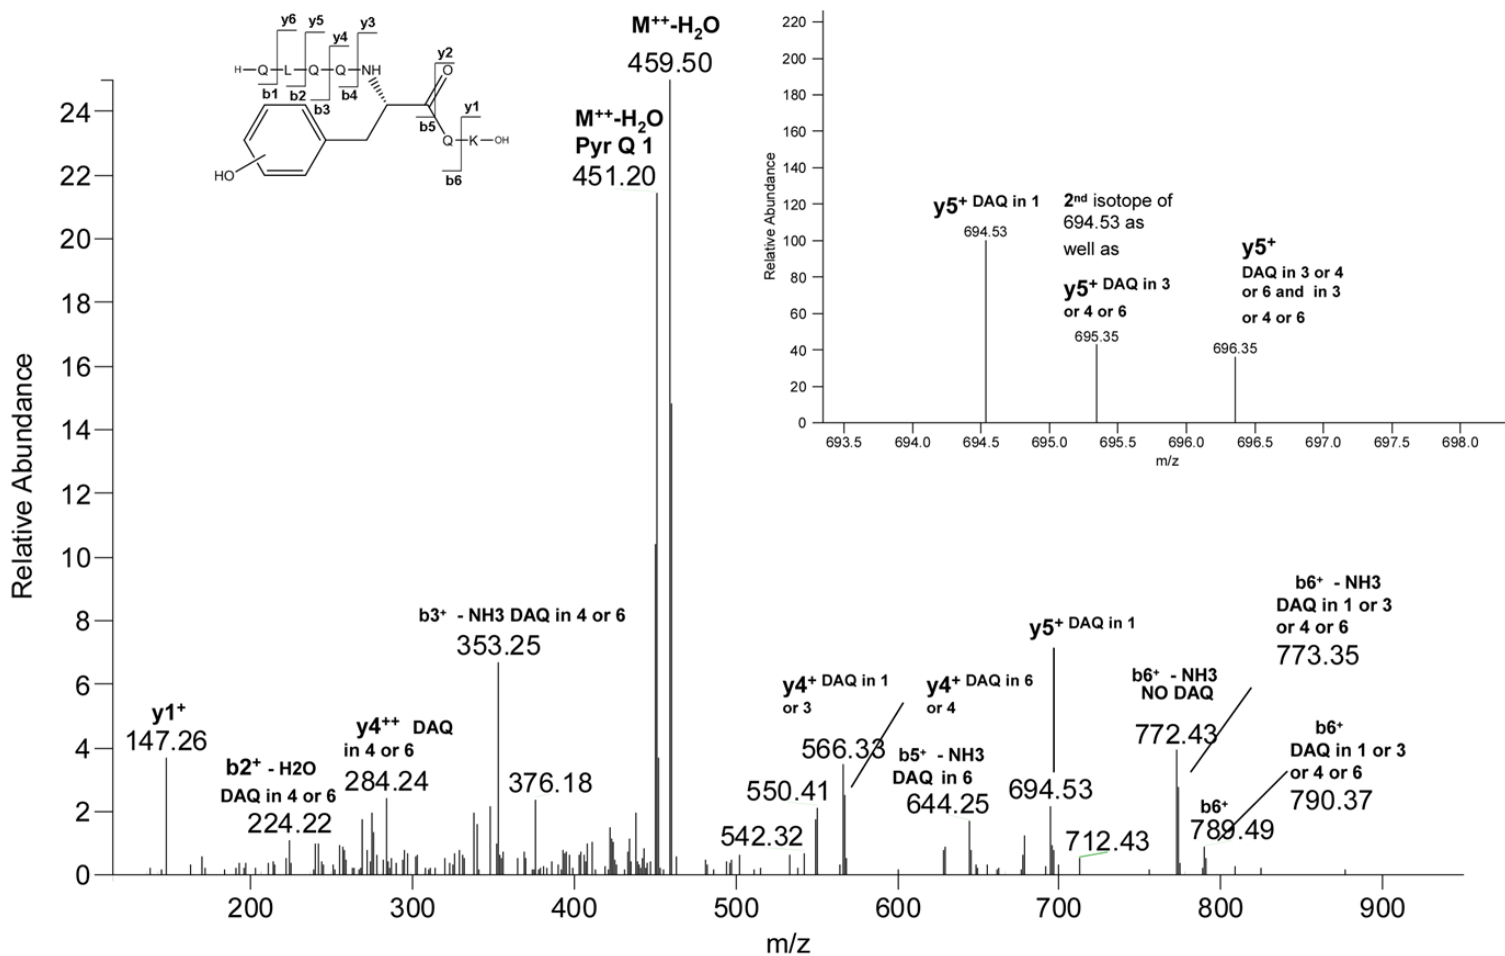 y6
y5
y3
y4
y2
H
Q
L
Q
Q
NH
O
b1
b2
b3
b4
b5
y1
Q
K
OH
b6
HO
M++-H2O
459.50
M++-H2O
Pyr Q 1
451.20
y1+
147.26
b2+ - H2O
DAQ in 4 or 6
224.22
y4++ DAQ
in 4 or 6
284.24
b3+ - NH3 DAQ in 4 or 6
353.25
376.18
542.32
550.41
y4+ DAQ in 1
or 3
566.33
y4+ DAQ in 6
or 4
b5+ - NH3
DAQ in 6
644.25
y5+ DAQ in 1
694.53
712.43
b6+ - NH3
NO DAQ
772.43
b6+ - NH3
DAQ in 1 or 3
or 4 or 6
773.35
b6+
789.49
b6+
DAQ in 1 or 3
or 4 or 6
790.37
Relative Abundance
24
22
20
18
16
14
12
10
8
6
4
2
0
200
300
400
500
600
700
800
900
m/z
Relative Abundance
220
200
180
160
140
120
100
80
60
40
20
0
y5+ DAQ in 1
694.53
2nd isotope of
694.53 as
well as
y5+ DAQ in 3
or 4 or 6
695.35
y5+
DAQ in 3 or 4
or 6 and in 3
or 4 or 6
696.35
693.5
694.0
694.5
695.0
695.5
696.0
696.5
697.0
697.5
698.0
m/z